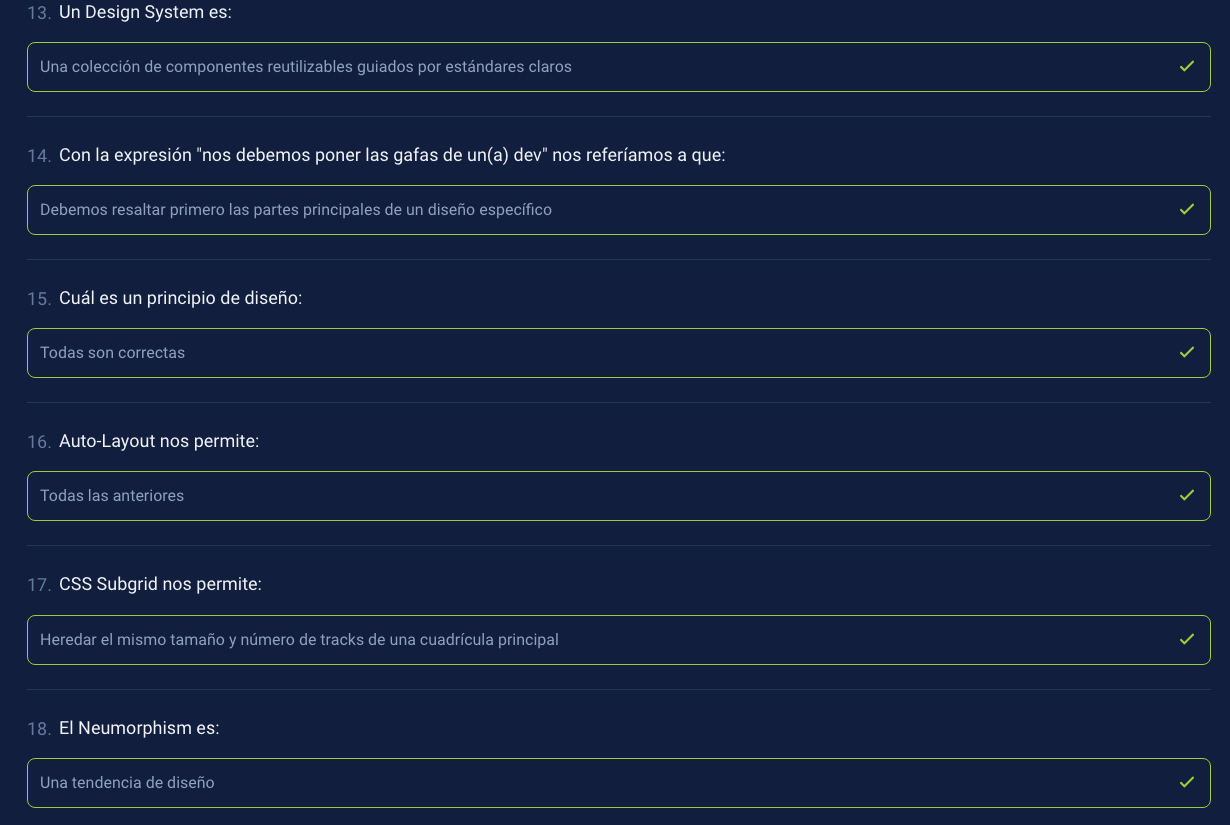 13. Un Design System es:
Una colección de componentes reutilizables guiados por estándares claros
14. Con la expresión "nos debemos poner las gafas de un(a) dev" nos referíamos a que:
Debemos resaltar primero las partes principales de un diseño específico
15. Cuál es un principio de diseño:
Todas son correctas
16. Auto-Layout nos permite:
Todas las anteriores
17. CSS Subgrid nos permite:
Heredar el mismo tamaño y número de tracks de una cuadrícula principal
18. El Neumorphism es:
Una tendencia de diseño